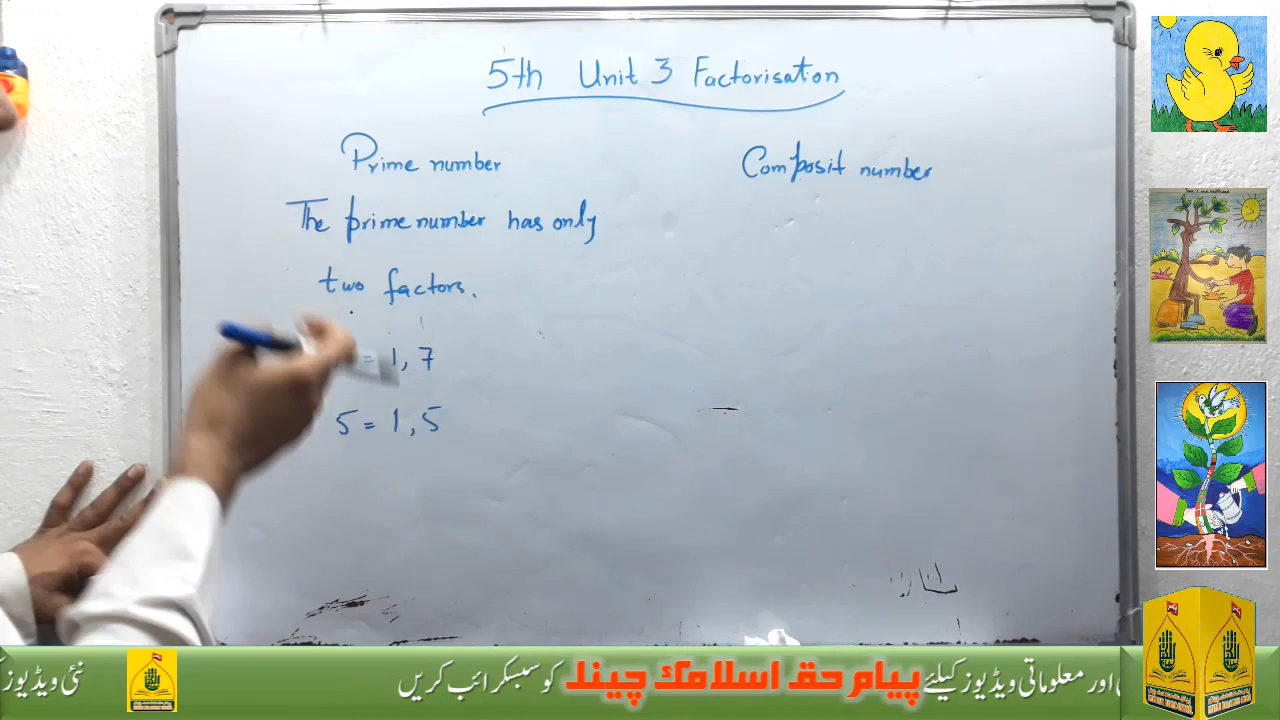 5th Unit 3 Factorisation
Prime number
Composit number
The prime number has only
two factors.
= 1, 7
5 = 1, 5
اور معلوماتی ویڈیوز کیلئے پیام حق اسلامک چینل کو سبسکرائب کریں
نئی ویڈیوز